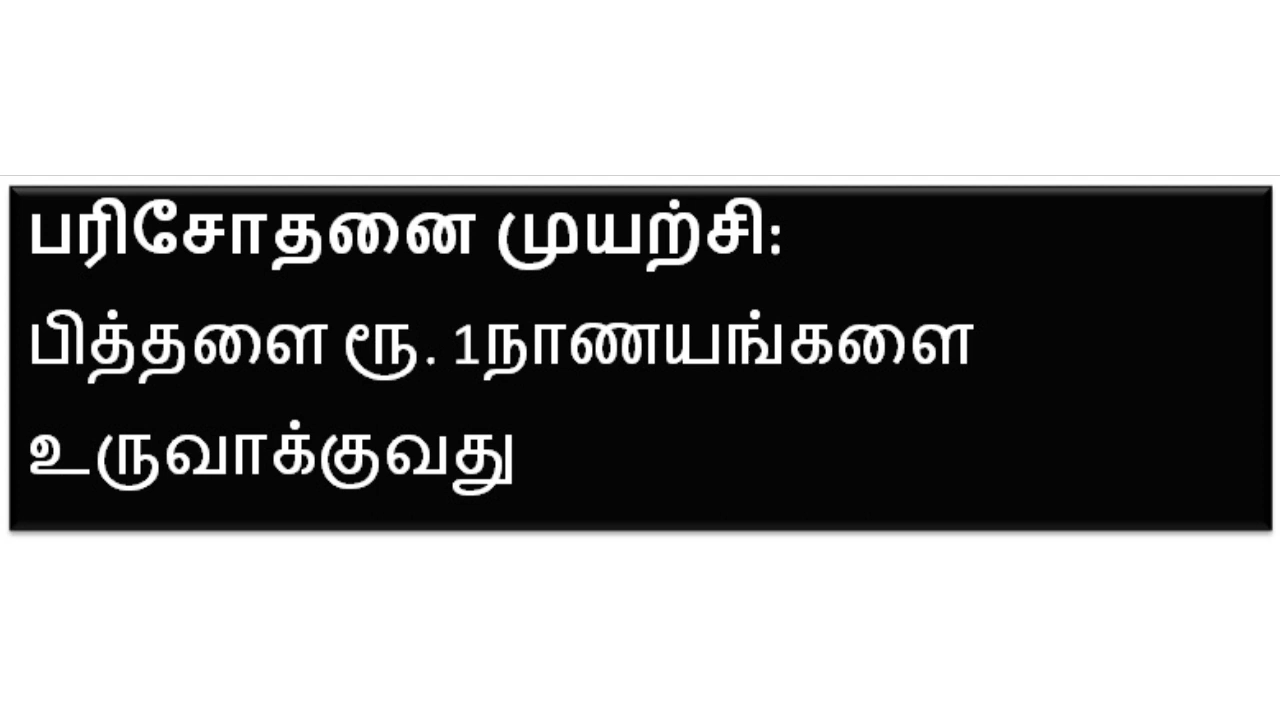 பரிசோதனை முயற்சி:
பித்தளை ரூ. 1நாணயங்களை
உருவாக்குவது